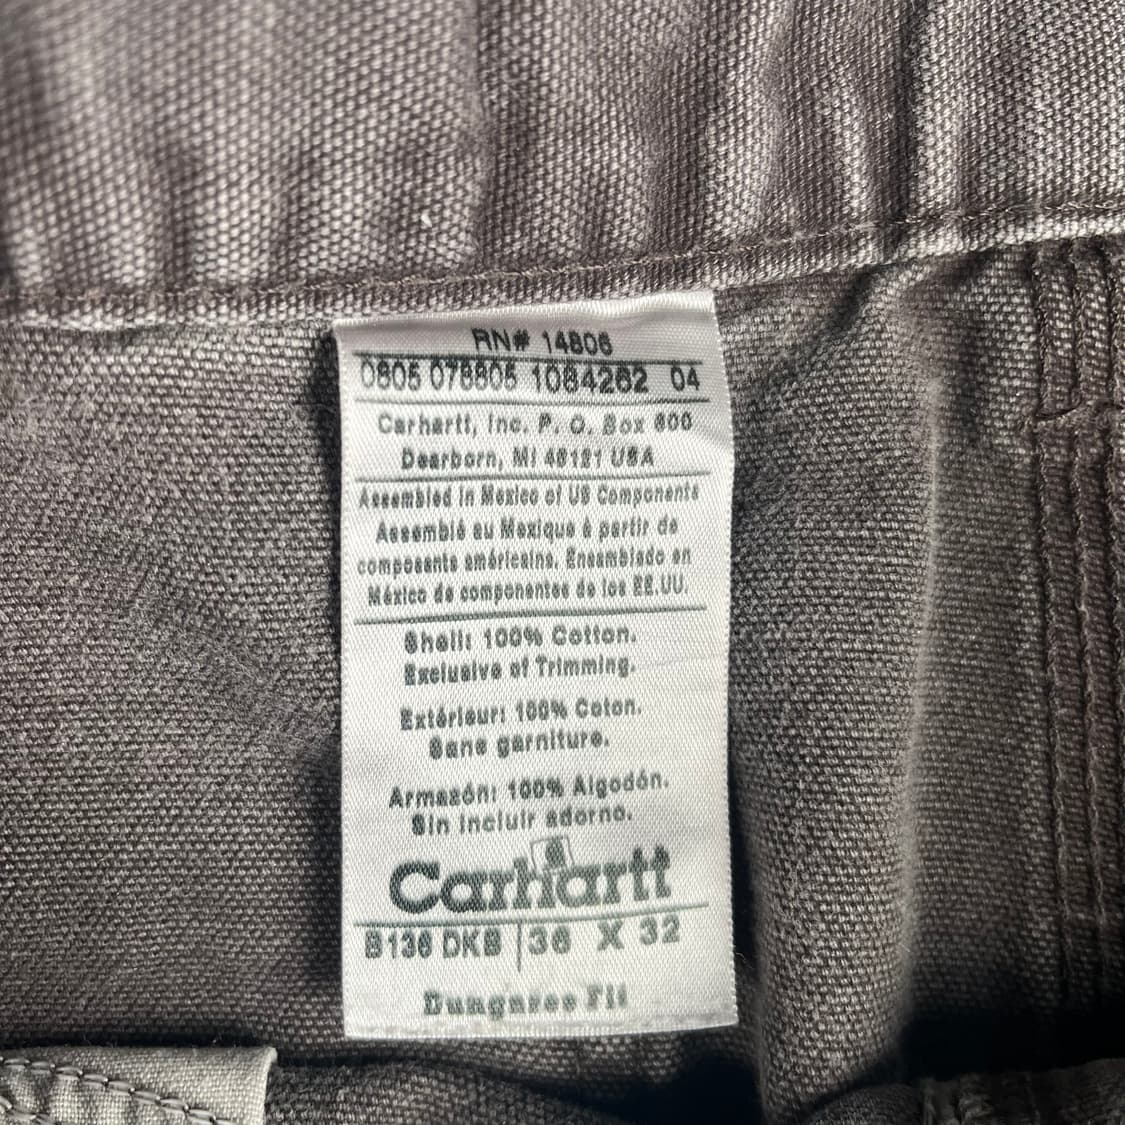 RN# 14806
0805 078805 1084262 04
Carhartt, Inc. P. O. Box 600
Dearborn, MI 48121 USA
Assembled in Mexico of US Components
Assemblé au Mexique à partir de
composants américains. Ensamblado en
México de componentes de los EE.UU.
Shell: 100% Cotton.
Exclusive of Trimming.
Extérieur: 100% Coton.
Sans garniture.
Armazón: 100% Algodón.
Sin incluir adorno.
Carhartt
B136 DKB 36 X 32
Dungaree Fit